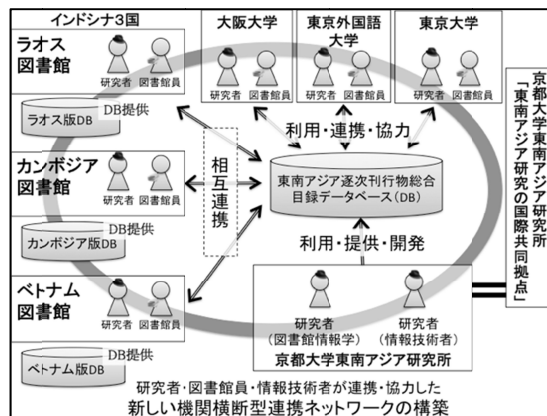 インドシナ3国
ラオス
図書館
研究者 図書館員
DB提供
ラオス版DB
カンボジア
図書館
研究者 図書館員
DB提供
カンボジア版DB
ベトナム
図書館
研究者 図書館員
DB提供
ベトナム版DB
大阪大学
研究者 図書館員
東京外国語
大学
研究者 図書館員
東京大学
研究者 図書館員
利用・連携・協力
相互連携
東南アジア逐次刊行物総合
目録データベース(DB)
利用・提供・開発
研究者
(図書館情報学)
研究者
(情報技術者)
京都大学東南アジア研究所
京都大学東南アジア研究所
「東南アジア研究の国際共同拠点」
研究者・図書館員・情報技術者が連携・協力した
新しい機関横断型連携ネットワークの構築